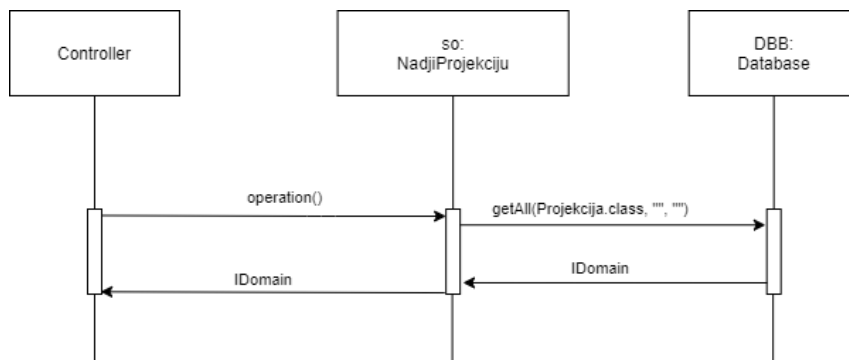 Controller
so:
NadjiProjekciju
DBB:
Database
operation()
getAll(Projekcija.class, "", "")
IDomain
IDomain